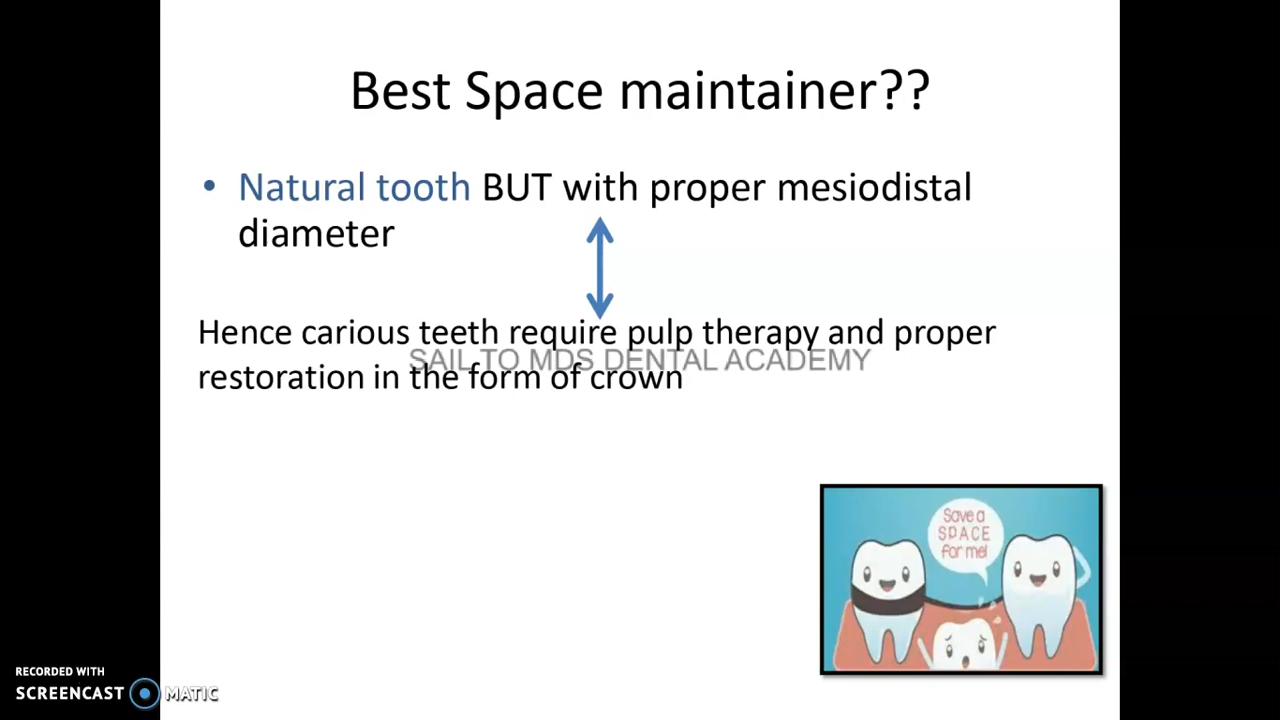 Best Space maintainer??
• Natural tooth BUT with proper mesiodistal
diameter
Hence carious teeth require pulp therapy and proper
SAIL TO MDS DENTAL ACADEMY
restoration in the form of crown
Save a
SPACE
for me!
RECORDED WITH
SCREENCAST MATIC